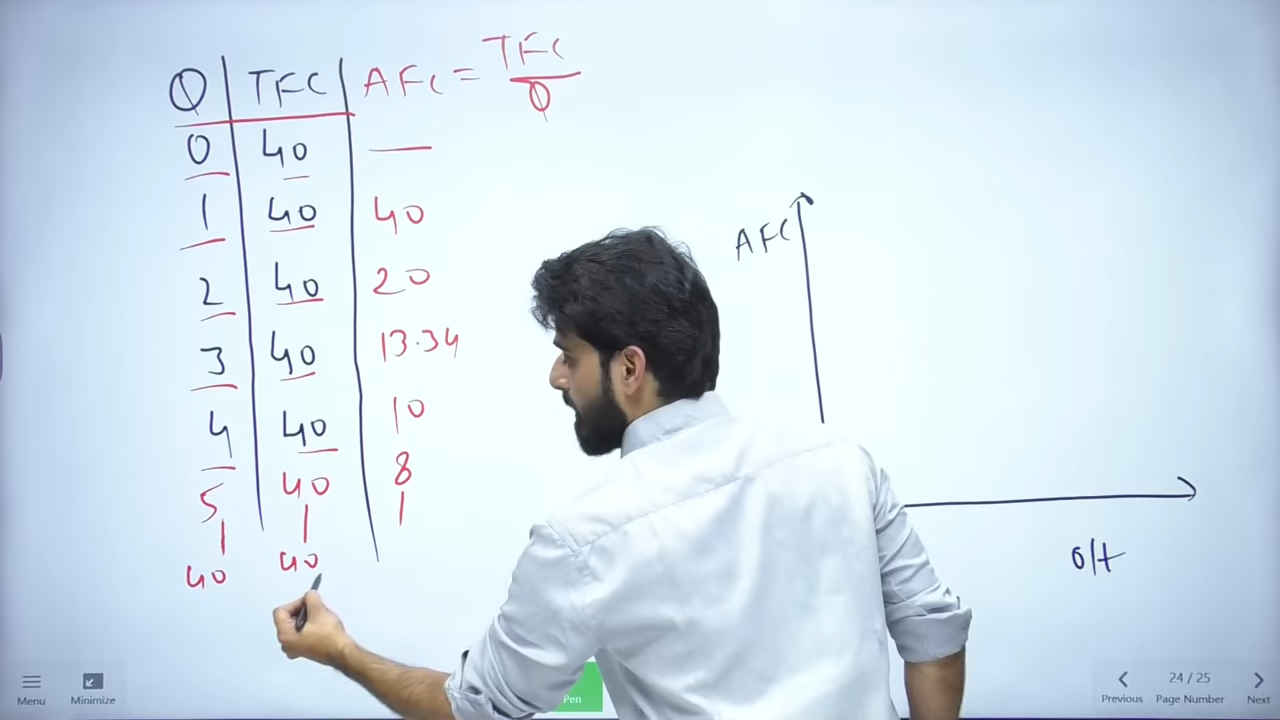 Q TFC AFC = TFC/Q
0 40 —
1 40 40
2 40 20
3 40 13.34
4 40 10
5 40 8
40 40
AFC
o/t
Menu
Minimize
Pen
Previous
24 / 25
Page Number
Next